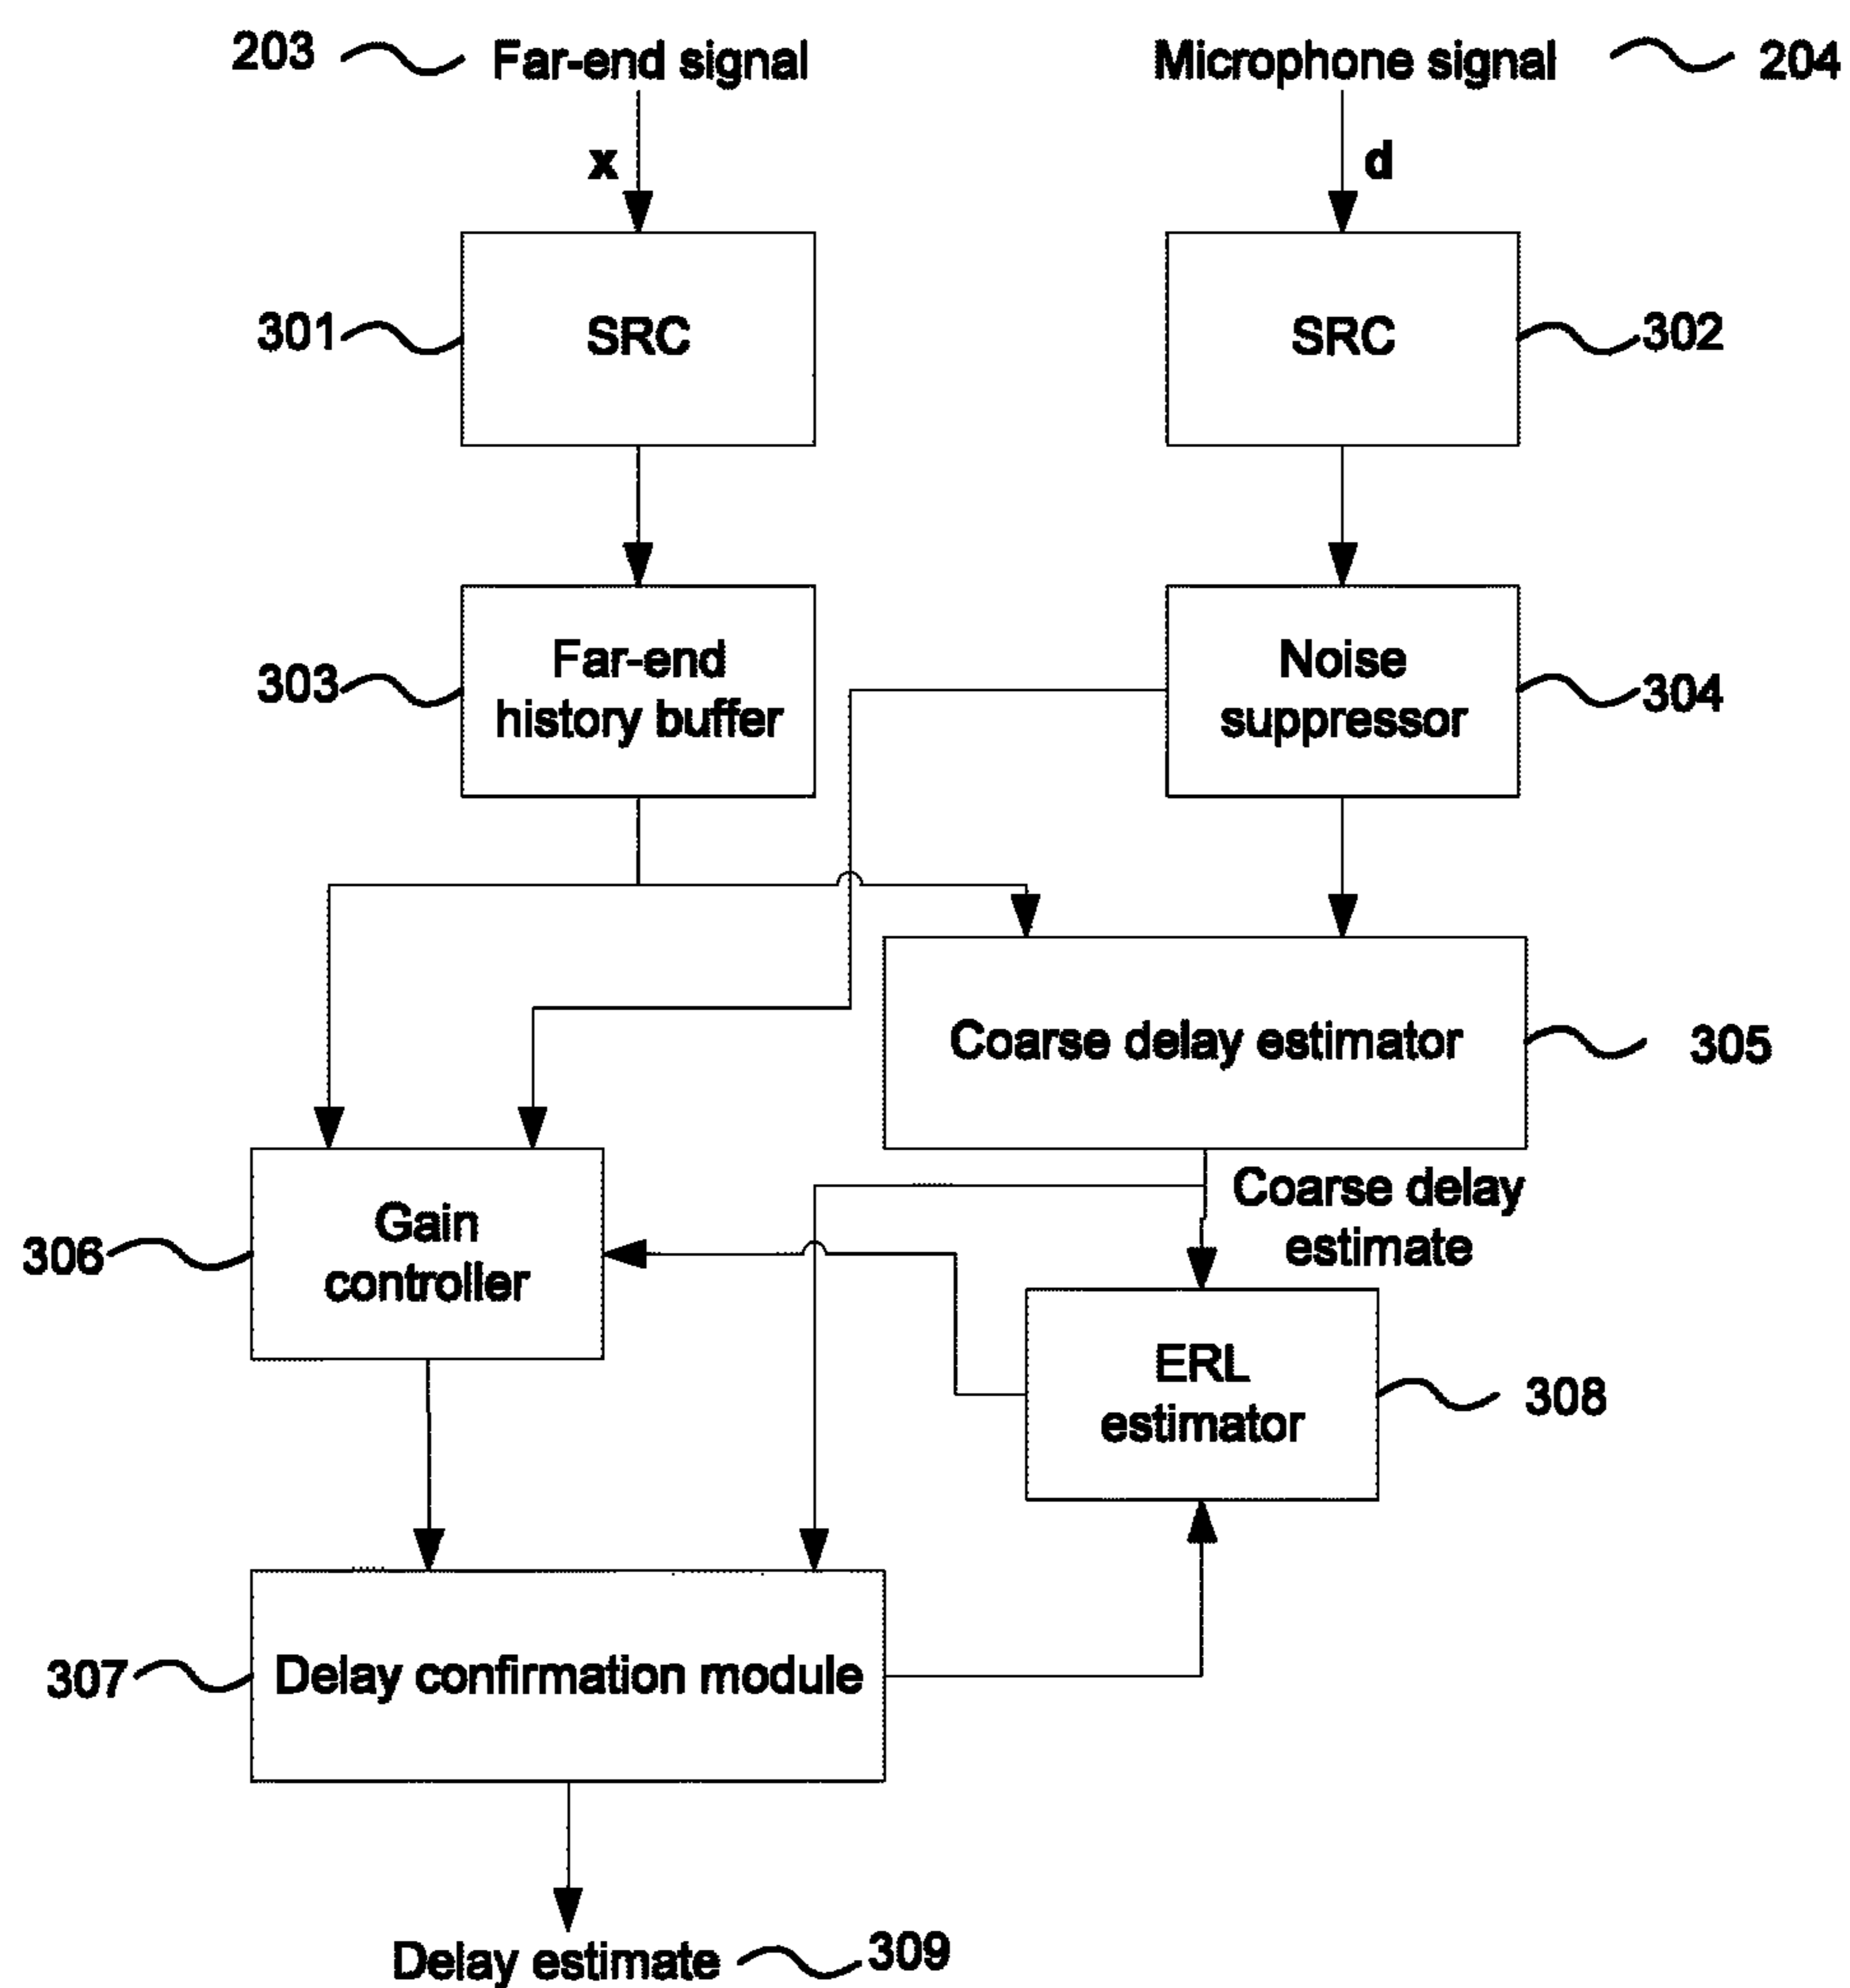 203 Far-end signal
Microphone signal 204
x
d
301
SRC
SRC
302
303
Far-end
history buffer
Noise
suppressor
304
Coarse delay estimator
305
306
Gain
controller
Coarse delay
estimate
ERL
estimator
308
307
Delay confirmation module
Delay estimate
309